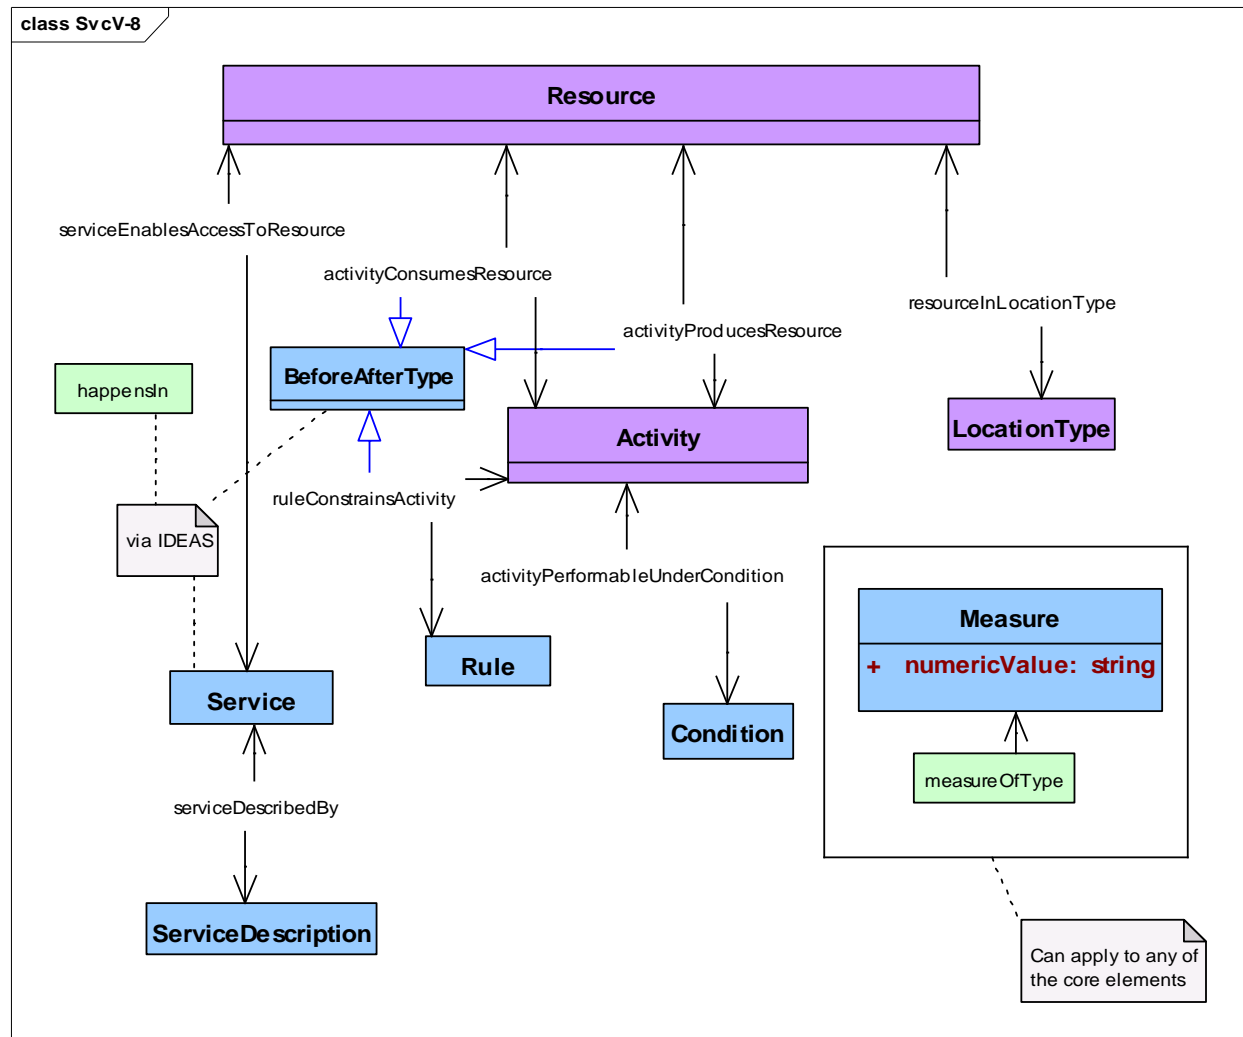 class SvcV-8
Resource
serviceEnablesAccessToResource
activityConsumesResource
resourceInLocationType
activityProducesResource
BeforeAfterType
happensIn
LocationType
Activity
ruleConstrainsActivity
via IDEAS
activityPerformableUnderCondition
Measure
+ numericValue: string
Rule
Service
Condition
measureOfType
serviceDescribedBy
ServiceDescription
Can apply to any of
the core elements